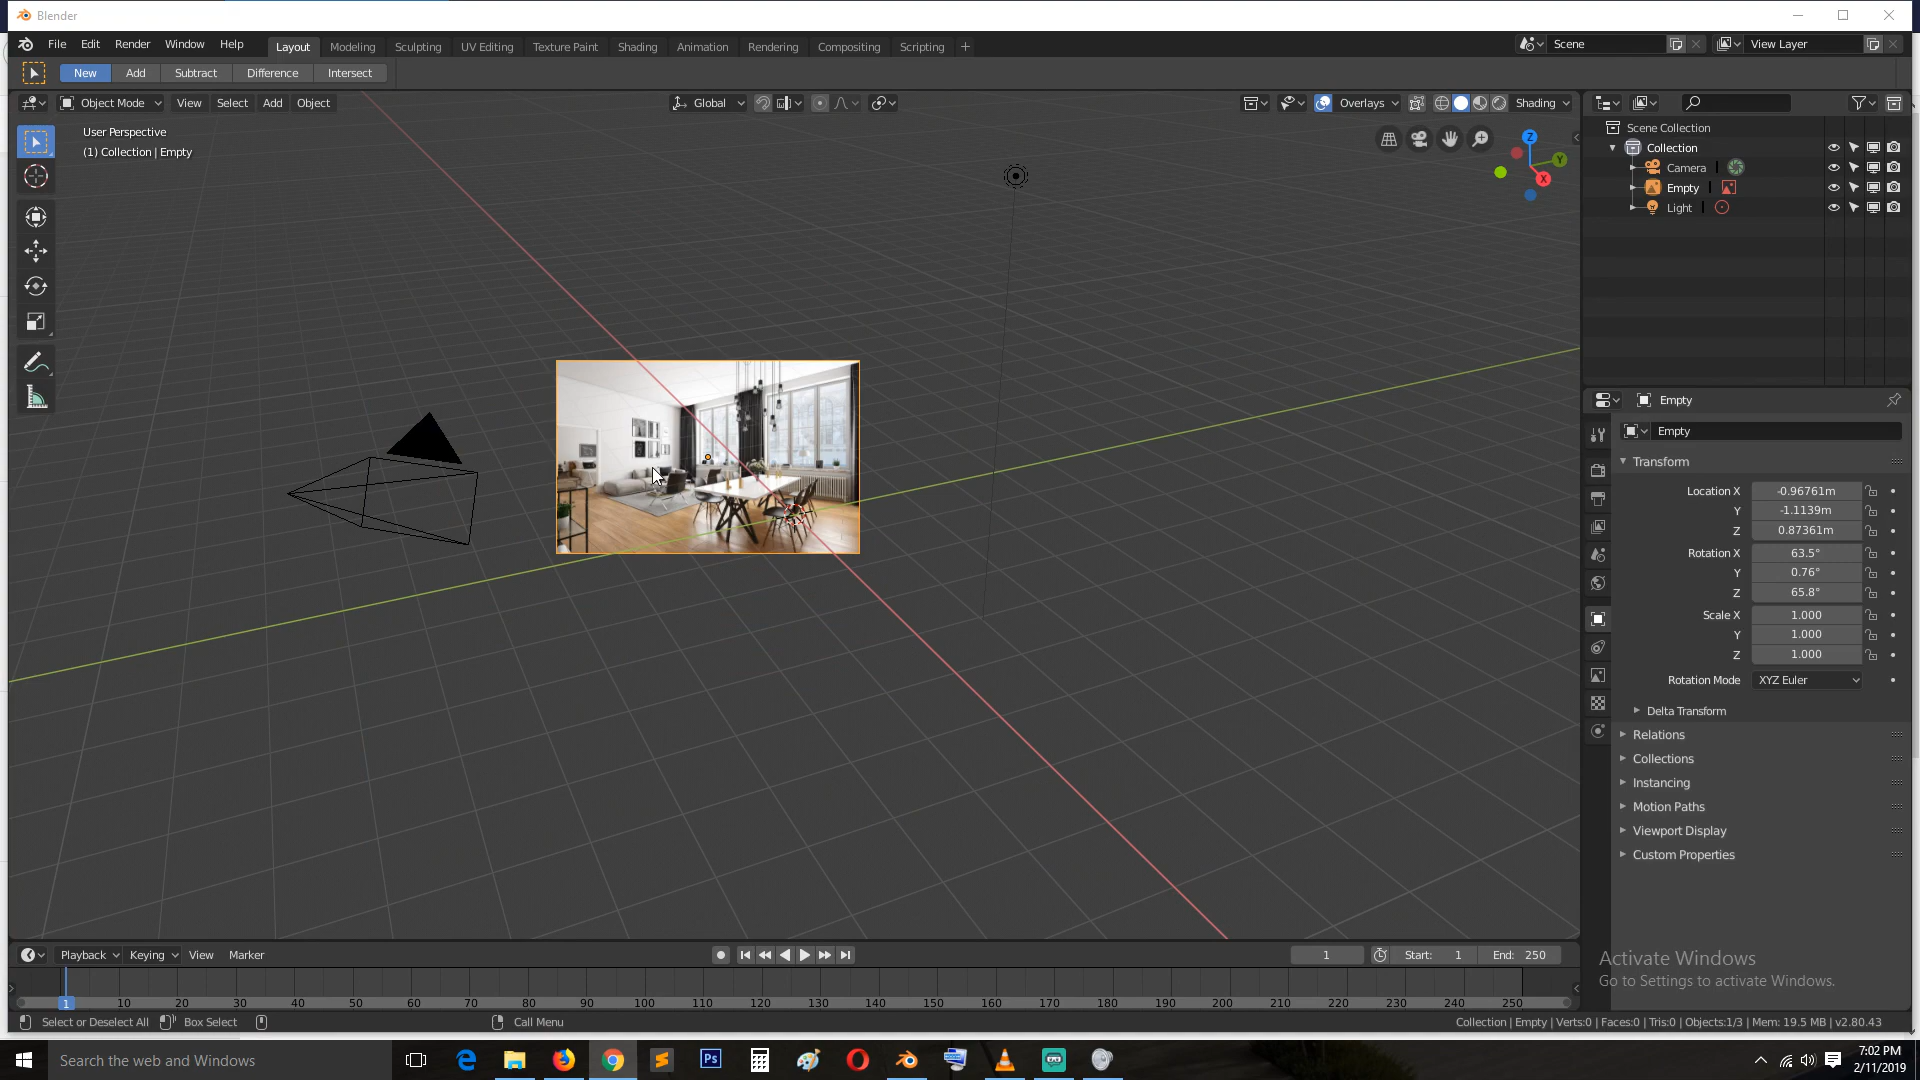 Blender
File Edit Render Window Help Layout Modeling Sculpting UV Editing Texture Paint Shading Animation Rendering Compositing Scripting + Scene View Layer
New Add Subtract Difference Intersect
Object Mode View Select Add Object Global Overlays Shading
User Perspective
(1) Collection | Empty
Z
Y
X
Scene Collection
Collection
Camera
Empty
Light
Empty
Empty
Transform
Location X -0.96761m
Y -1.1139m
Z 0.87361m
Rotation X 63.5°
Y 0.76°
Z 65.8°
Scale X 1.000
Y 1.000
Z 1.000
Rotation Mode XYZ Euler
Delta Transform
Relations
Collections
Instancing
Motion Paths
Viewport Display
Custom Properties
Activate Windows
Go to Settings to activate Windows.
Playback Keying View Marker 1 Start: 1 End: 250
1 10 20 30 40 50 60 70 80 90 100 110 120 130 140 150 160 170 180 190 200 210 220 230 240 250
Select or Deselect All Box Select Call Menu Collection | Empty | Verts:0 | Faces:0 | Tris:0 | Objects:1/3 | Mem: 19.5 MB | v2.80.43
Search the web and Windows
Ps
7:02 PM
2/11/2019